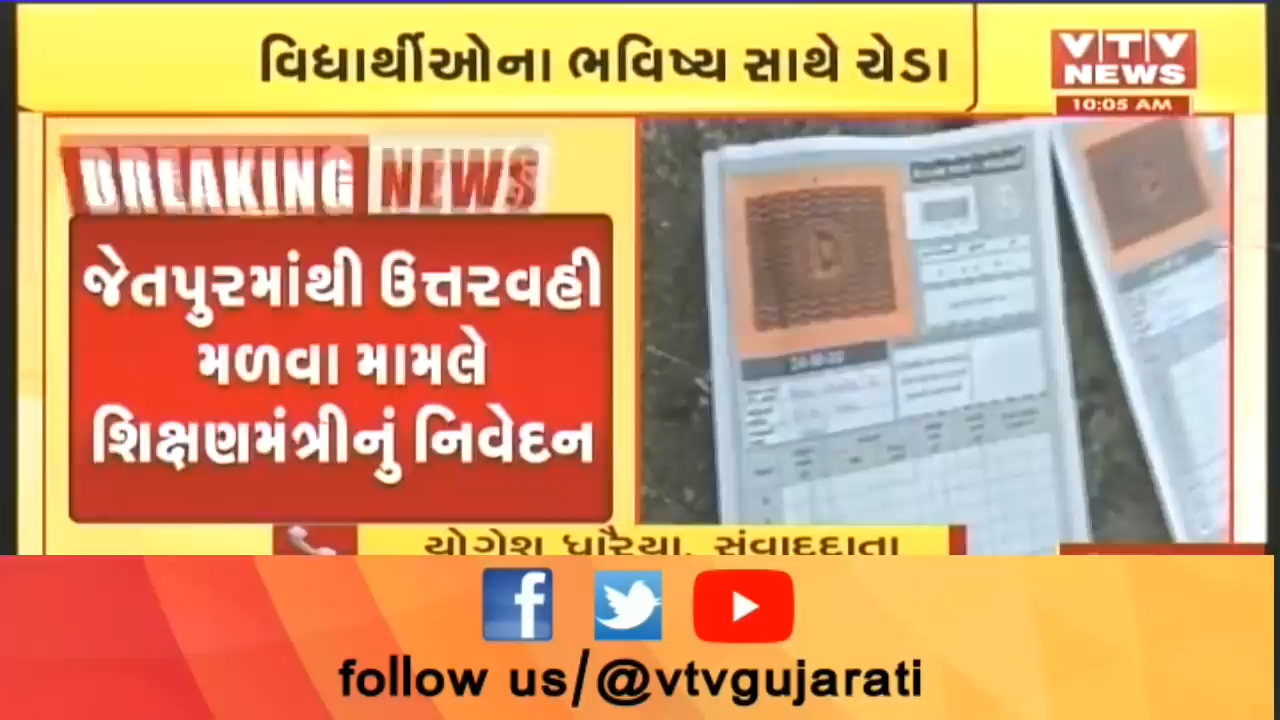 વિદ્યાર્થીઓના ભવિષ્ય સાથે ચેડા
VTV
NEWS
10:05 AM
BREAKING NEWS
જેતપુરમાંથી ઉત્તરવહી
મળવા મામલે
શિક્ષણમંત્રીનું નિવેદન
યોગેશ ધારૈયા, સંવાદદાતા
follow us/@vtvgujarati